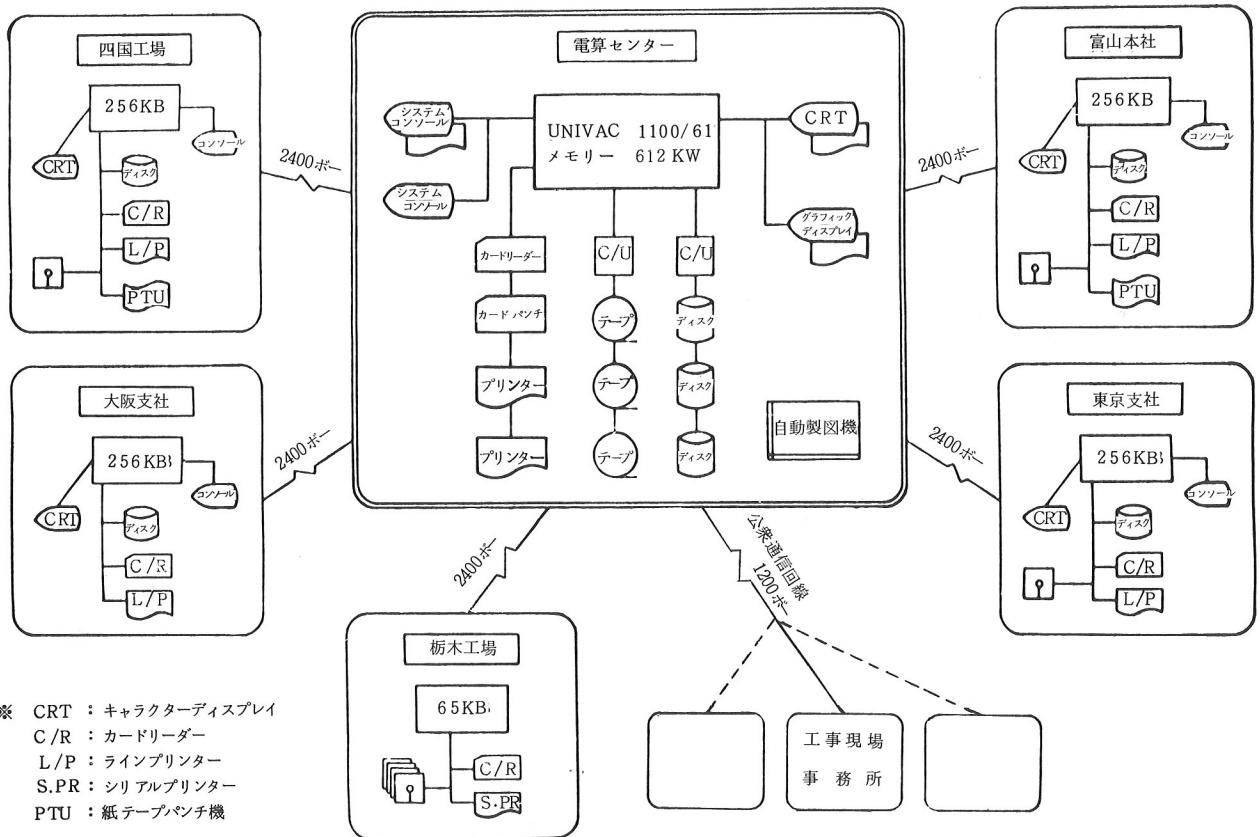 四国工場
256KB
コンソール
CRT
ディスク
C/R
L/P
PTU
2400ボー
電算センター
システム
コンソール
システム
コンソール
UNIVAC 1100/61
メモリー 612KW
CRT
グラフィック
ディスプレイ
カードリーダー
カードパンチ
プリンター
プリンター
C/U
テープ
テープ
テープ
C/U
ディスク
ディスク
ディスク
自動製図機
富山本社
256KB
コンソール
CRT
ディスク
C/R
L/P
PTU
2400ボー
大阪支社
256KB
コンソール
CRT
ディスク
C/R
L/P
2400ボー
東京支社
256KB
コンソール
CRT
ディスク
C/R
L/P
2400ボー
栃木工場
65KB
C/R
S.PR
2400ボー
公衆通信回線
1200ボー
工事現場
事務所
※ CRT : キャラクターディスプレイ
C/R : カードリーダー
L/P : ラインプリンター
S.PR : シリアルプリンター
PTU : 紙テープパンチ機